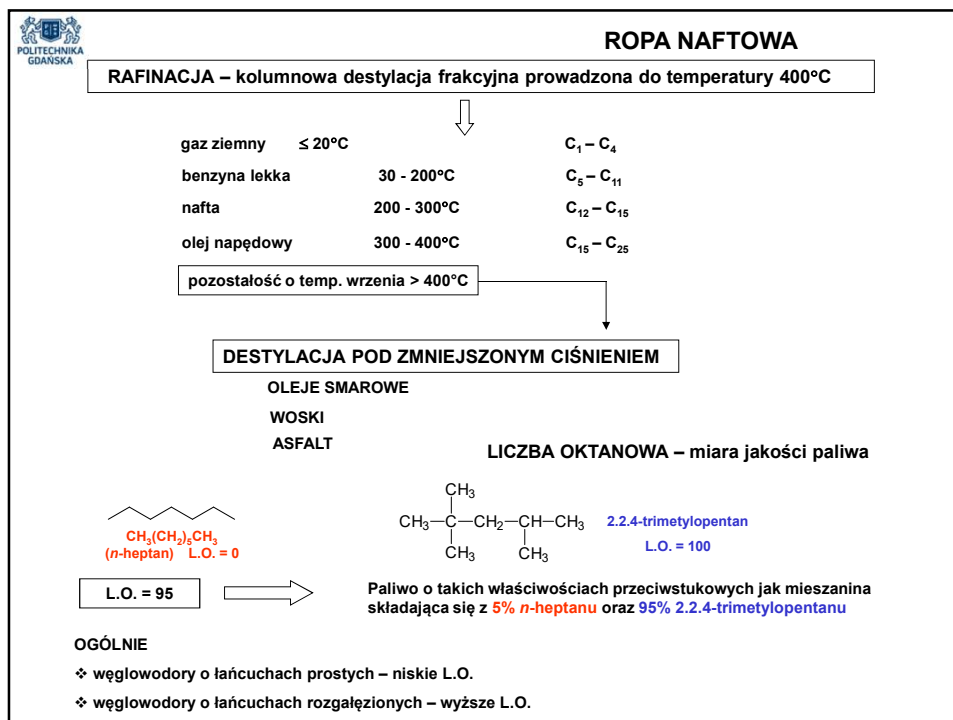 POLITECHNIKA
GDAŃSKA
ROPA NAFTOWA
RAFINACJA – kolumnowa destylacja frakcyjna prowadzona do temperatury 400°C
gaz ziemny ≤ 20°C C₁ – C₄
benzyna lekka 30 - 200°C C₅ – C₁₁
nafta 200 - 300°C C₁₂ – C₁₅
olej napędowy 300 - 400°C C₁₅ – C₂₅
pozostałość o temp. wrzenia > 400°C
DESTYLACJA POD ZMNIEJSZONYM CIŚNIENIEM
OLEJE SMAROWE
WOSKI
ASFALT
LICZBA OKTANOWA – miara jakości paliwa
CH₃(CH₂)₅CH₃
(n-heptan) L.O. = 0
CH₃
CH₃–C–CH₂–CH–CH₃
CH₃ CH₃
2.2.4-trimetylopentan
L.O. = 100
L.O. = 95
Paliwo o takich właściwościach przeciwstukowych jak mieszanina
składająca się z 5% n-heptanu oraz 95% 2.2.4-trimetylopentanu
OGÓLNIE
❖ węglowodory o łańcuchach prostych – niskie L.O.
❖ węglowodory o łańcuchach rozgałęzionych – wyższe L.O.